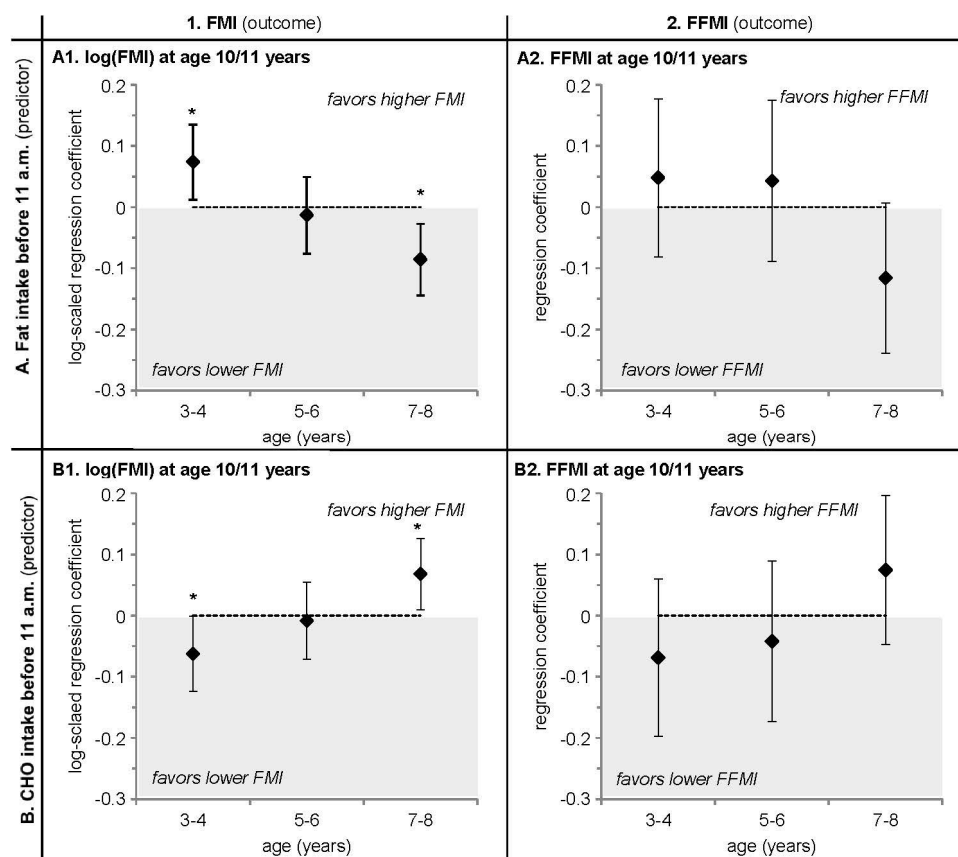 1. FMI (outcome)
2. FFMI (outcome)
A. Fat intake before 11 a.m. (predictor)
A1. log(FMI) at age 10/11 years
log-scaled regression coefficient
0.2
0.1
0
-0.1
-0.2
-0.3
favors higher FMI
*
*
favors lower FMI
3-4
5-6
7-8
age (years)
A2. FFMI at age 10/11 years
regression coefficient
0.2
0.1
0
-0.1
-0.2
-0.3
favors higher FFMI
favors lower FFMI
3-4
5-6
7-8
age (years)
B. CHO intake before 11 a.m. (predictor)
B1. log(FMI) at age 10/11 years
log-sclaed regression coefficient
0.2
0.1
0
-0.1
-0.2
-0.3
favors higher FMI
*
*
favors lower FMI
3-4
5-6
7-8
age (years)
B2. FFMI at age 10/11 years
regression coefficient
0.2
0.1
0
-0.1
-0.2
-0.3
favors higher FFMI
favors lower FFMI
3-4
5-6
7-8
age (years)